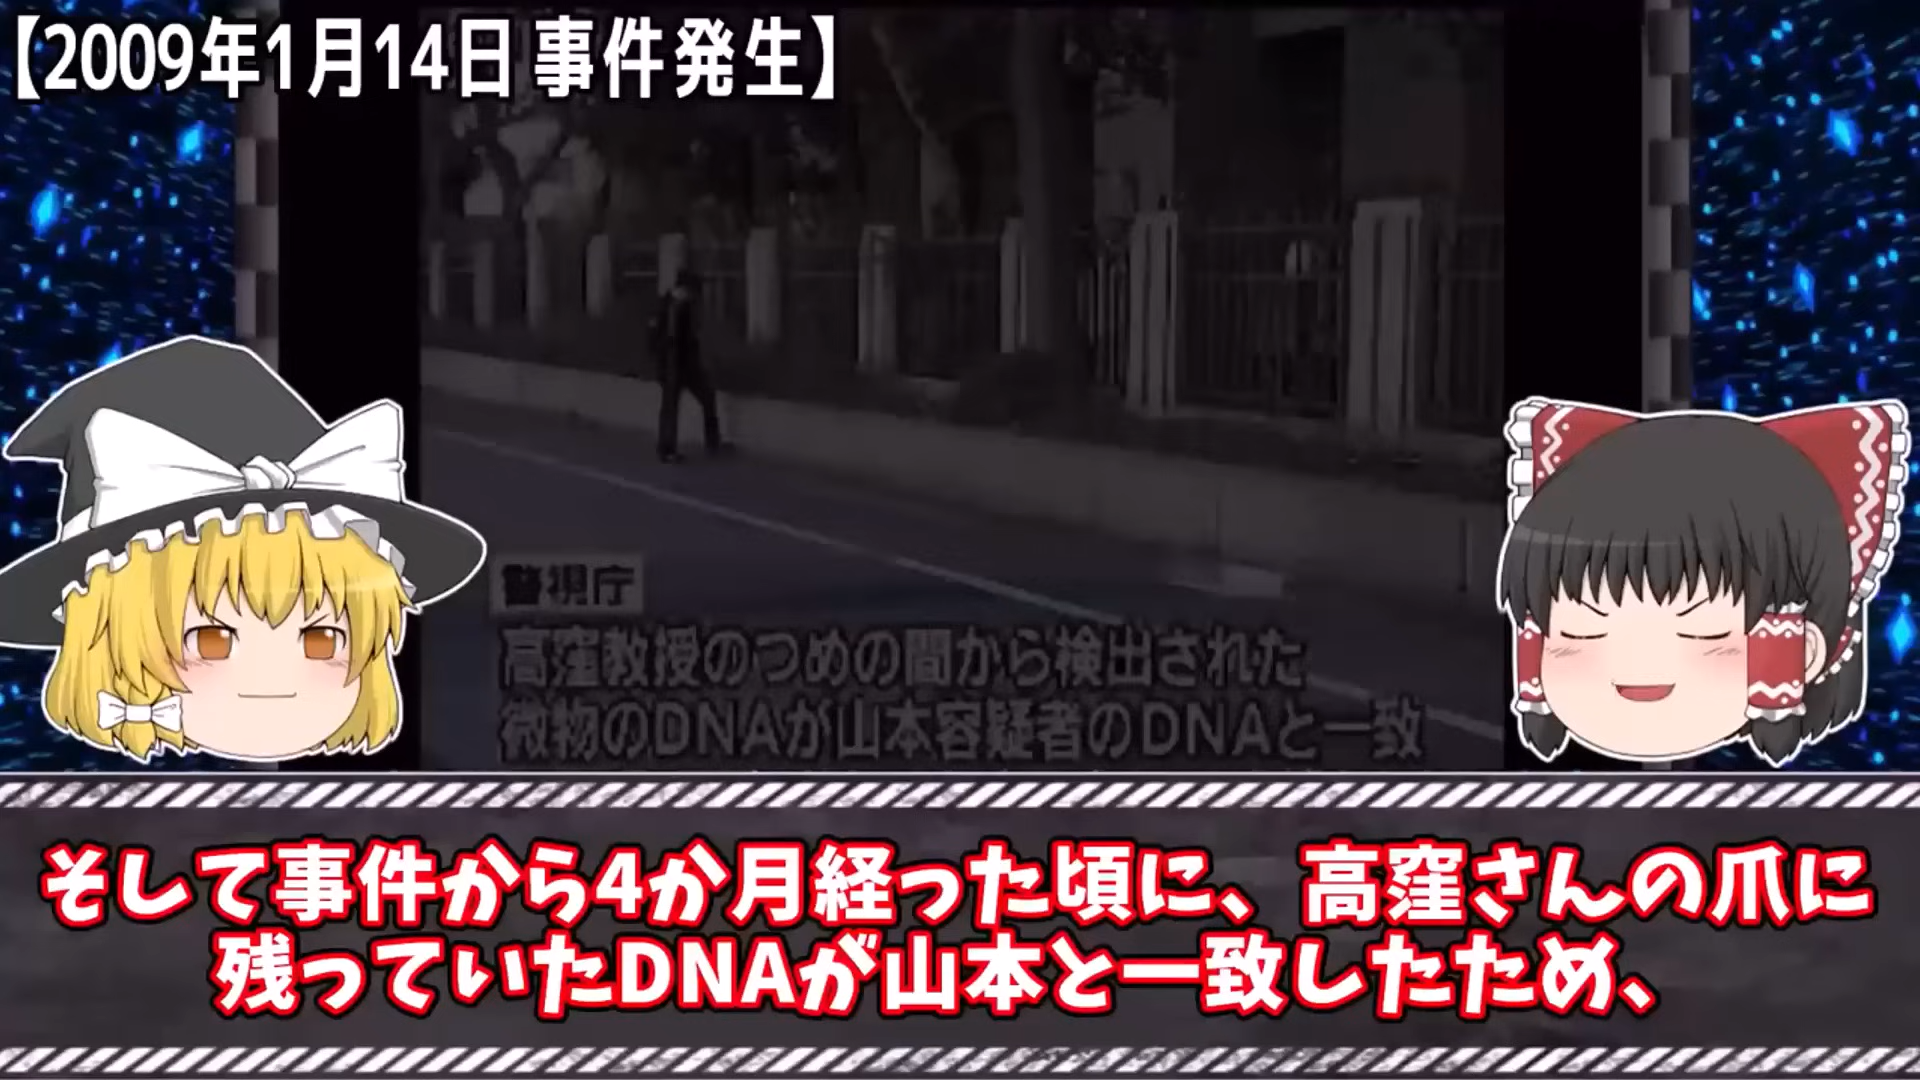 【2009年1月14日 事件発生】
警視庁
高窪教授のつめの間から検出された
微物のDNAが山本容疑者のDNAと一致
そして事件から4か月経った頃に、高窪さんの爪に
残っていたDNAが山本と一致したため、